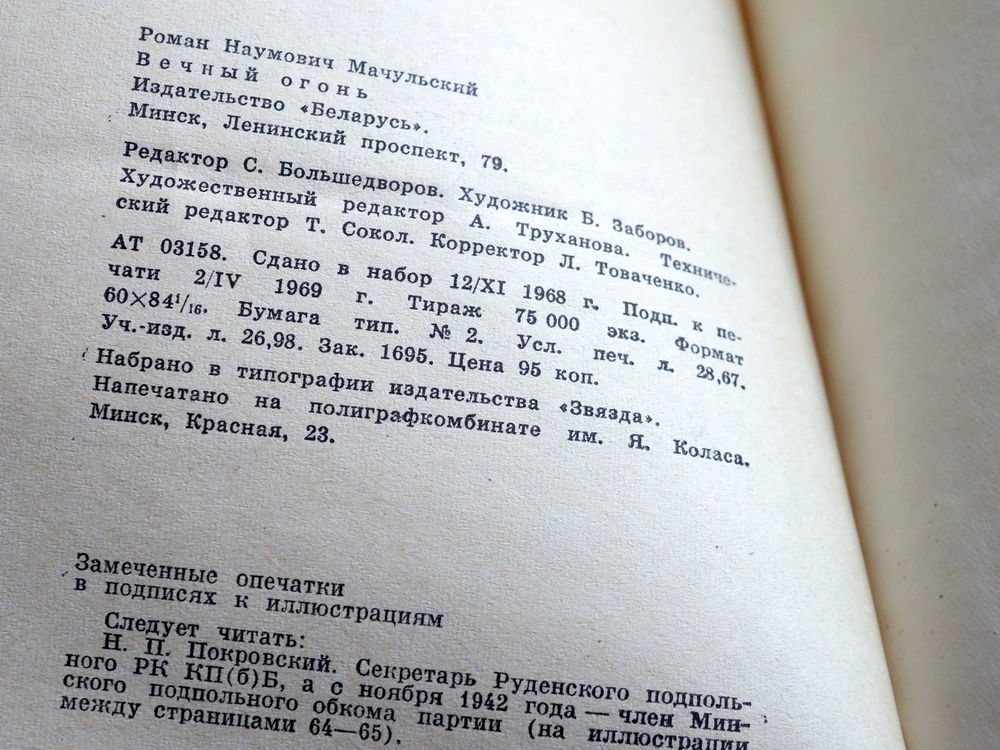 Роман Наумович Мачульский
Вечный огонь
Издательство «Беларусь».
Минск, Ленинский проспект, 79.
Редактор С. Большедворов. Художник Б. Заборов.
Художественный редактор А. Труханова. Техниче-
ский редактор Т. Сокол. Корректор Л. Товаченко.
АТ 03158. Сдано в набор 12/XI 1968 г. Подп. к пе-
чати 2/IV 1969 г. Тираж 75 000 экз. Формат
60×84¹/₁₆. Бумага тип. № 2. Усл. печ. л. 28,67.
Уч.-изд. л. 26,98. Зак. 1695. Цена 95 коп.
Набрано в типографии издательства «Звязда».
Напечатано на полиграфкомбинате им. Я. Коласа.
Минск, Красная, 23.
Замеченные опечатки
в подписях к иллюстрациям
Следует читать:
Н. П. Покровский. Секретарь Руденского подполь-
ного РК КП(б)Б, а с ноября 1942 года — член Мин-
ского подпольного обкома партии (на иллюстрации
между страницами 64—65).